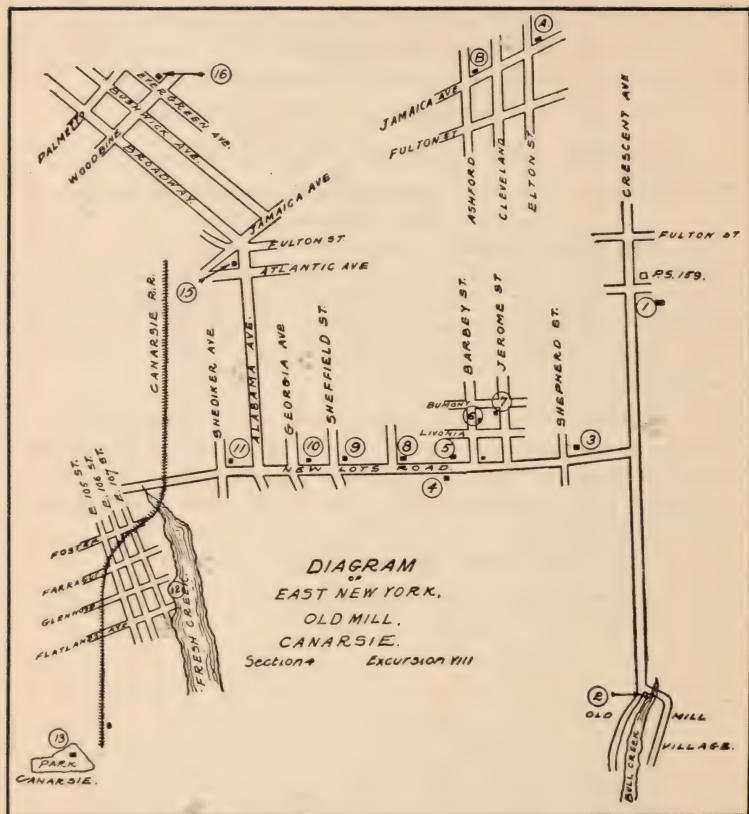 A
B
16
EVERGREEN AVE.
BUSHWICK AVE.
PALMETTO
WOODBINE
BROADWAY.
JAMAICA AVE
FULTON ST.
ASHFORD
CLEVELAND
ELTON ST.
CRESCENT AVE
FULTON ST
P.S. 159.
1
JAMAICA AVE
FULTON ST.
ATLANTIC AVE
15
CANARSIE R.R.
SNEDIKER AVE
ALABAMA AVE.
GEORGIA AVE
SHEFFIELD ST.
BARBEY ST.
JEROME ST.
SHEPHERD ST.
DUMONT
6
7
LIVONIA
11
10
9
8
5
3
NEW LOTS ROAD.
4
E. 105 ST.
E. 106 ST.
E. 107
FOSTER
FARRAGUT
GLENWOOD
FLATLANDS AVE
12
FRESH CREEK.
DIAGRAM
OF
EAST NEW YORK,
OLD MILL,
CANARSIE.
Section 4 Excursion VIII
2
OLD MILL
VILLAGE.
BULL CREEK
13
PARK
CANARSIE.